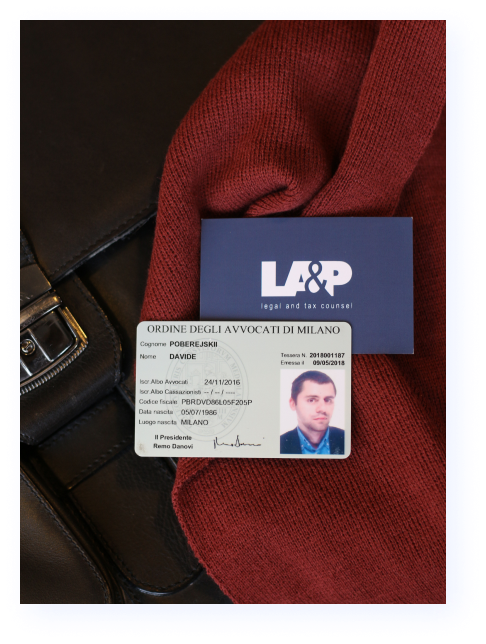 LA&P
legal and tax counsel
ORDINE DEGLI AVVOCATI DI MILANO
Cognome POBEREJSKII
Nome DAVIDE
Tessera N. 2018001187
Emessa il 09/05/2018
Iscr Albo Avvocati 24/11/2016
Iscr Albo Cassazionisti -- / -- / ----
Codice fiscale PBRDVD86L05F205P
Data nascita 05/07/1986
Luogo nascita MILANO
Il Presidente
Remo Danovi